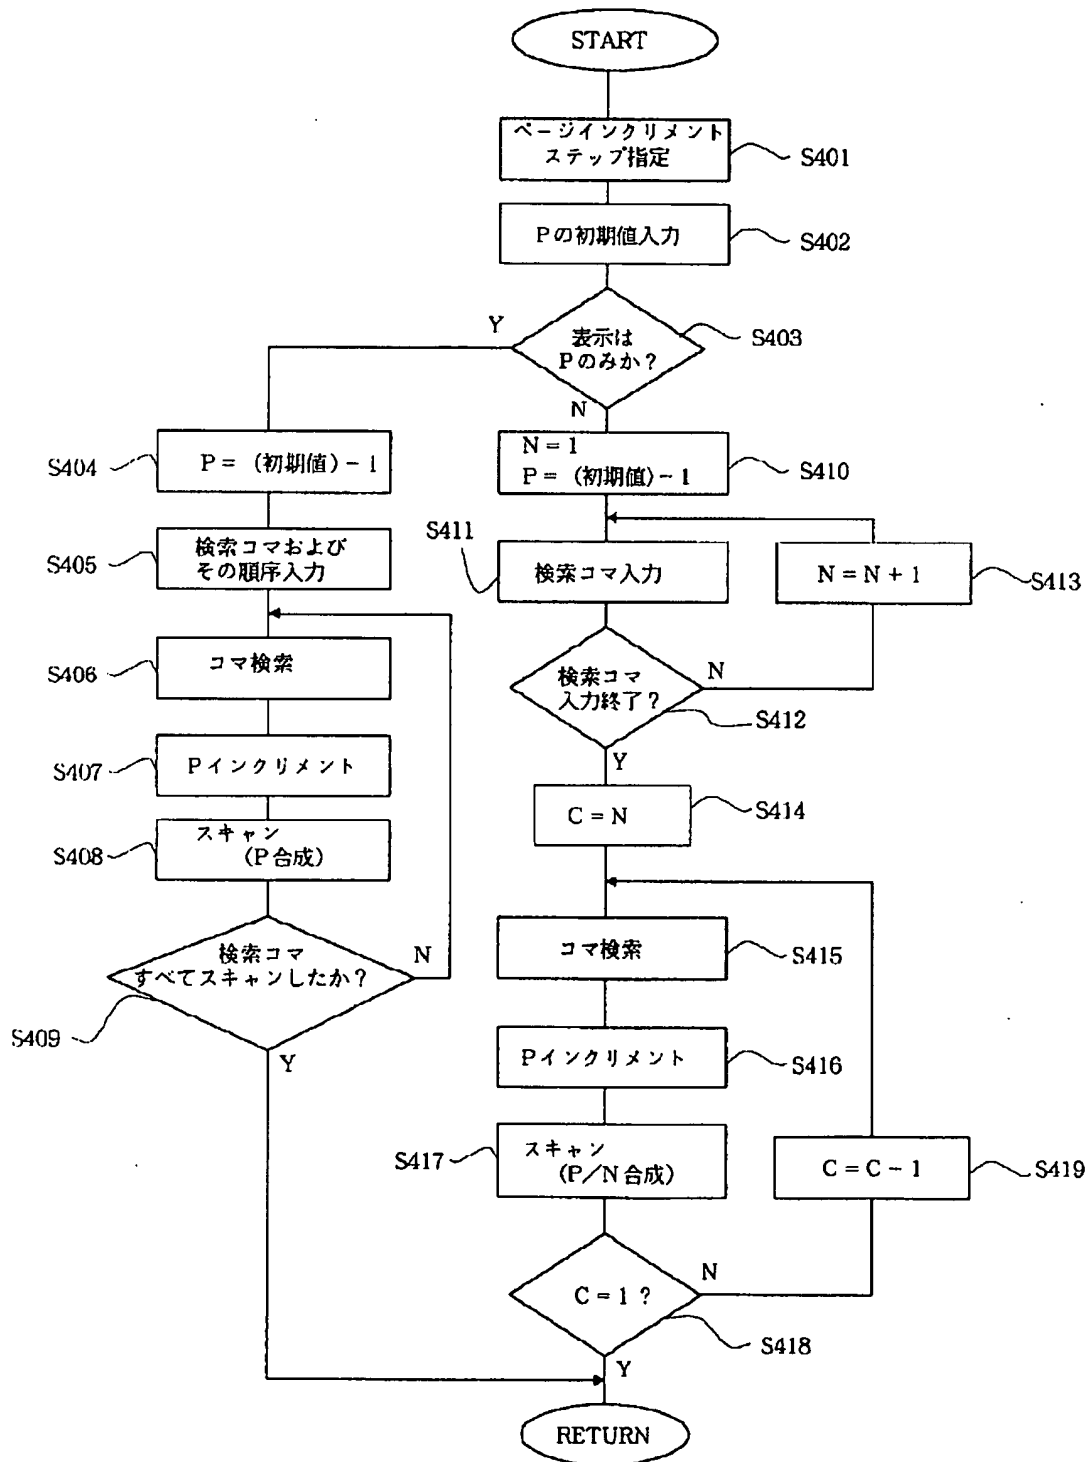 START
ページインクリメント
ステップ指定
S401
Pの初期値入力
S402
表示は
Pのみか?
S403
Y
N
S404
P = (初期値) - 1
N = 1
P = (初期値) - 1
S410
S405
検索コマおよび
その順序入力
S411
検索コマ入力
N = N + 1
S413
S406
コマ検索
検索コマ
入力終了?
N
S412
Y
S407
Pインクリメント
C = N
S414
S408
スキャン
(P合成)
検索コマ
すべてスキャンしたか?
N
S409
Y
コマ検索
S415
Pインクリメント
S416
S417
スキャン
(P/N合成)
C = C - 1
S419
C = 1 ?
N
S418
Y
RETURN